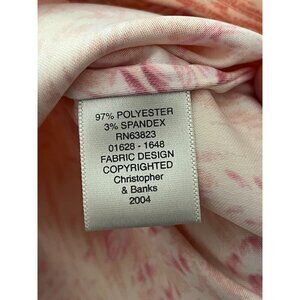 97% POLYESTER
3% SPANDEX
RN63823
01628 - 1648
FABRIC DESIGN
COPYRIGHTED
Christopher
& Banks
2004